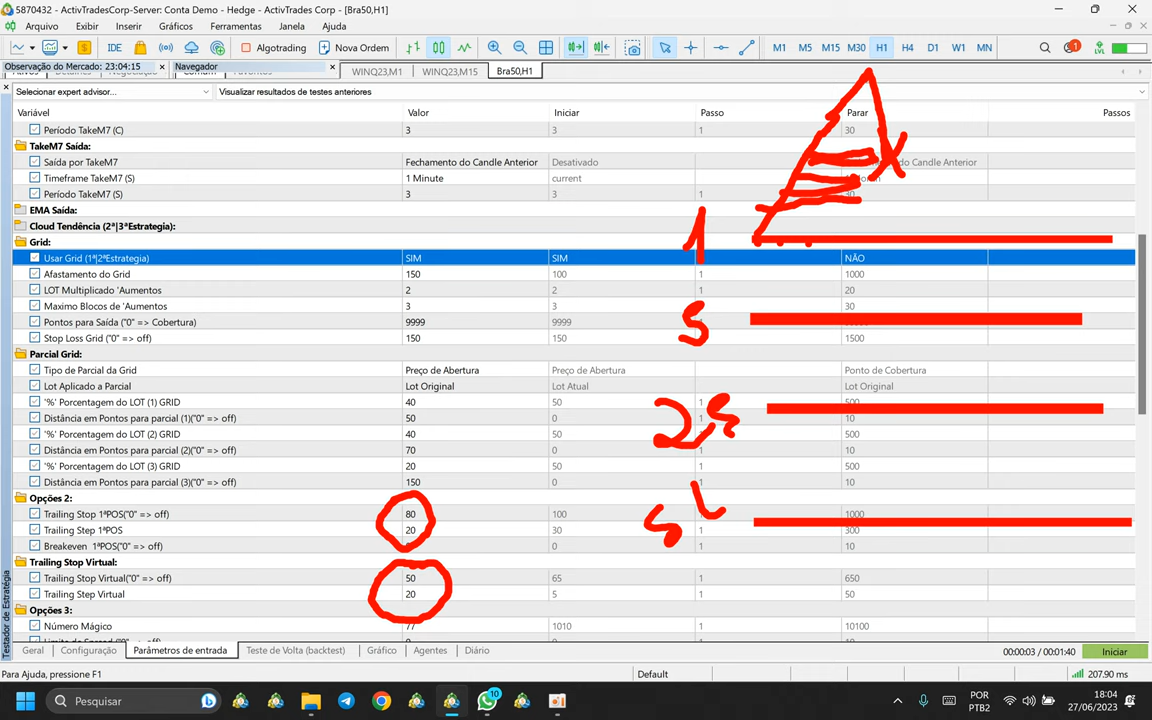 5870432 - ActivTradesCorp-Server: Conta Demo - Hedge - ActivTrades Corp - [Bra50,H1]
Arquivo Exibir Inserir Gráficos Ferramentas Janela Ajuda
IDE Algotrading Nova Ordem M1 M5 M15 M30 H1 H4 D1 W1 MN 1 LVL
Observação do Mercado: 23:04:15 Navegador
WINQ23,M1 WINQ23,M15 Bra50,H1
Selecionar expert advisor... Visualizar resultados de testes anteriores
Variável Valor Iniciar Passo Parar Passos
Período TakeM7 (C) 3 3 1 30
TakeM7 Saída:
Saída por TakeM7 Fechamento do Candle Anterior Desativado do Candle Anterior
Timeframe TakeM7 (S) 1 Minute current
Período TakeM7 (S) 3 3 1 30
EMA Saída:
Cloud Tendência (2ª|3ªEstrategia):
1
Grid:
Usar Grid (1ª|2ªEstrategia) SIM SIM NÃO
Afastamento do Grid 150 100 1 1000
LOT Multiplicado 'Aumentos 2 2 1 20
Maximo Blocos de 'Aumentos 3 3 1 30
Pontos para Saída ("0" => Cobertura) 9999 9999
Stop Loss Grid ("0" => off) 150 150 1 1500
Parcial Grid:
Tipo de Parcial da Grid Preço de Abertura Preço de Abertura Ponto de Cobertura
Lot Aplicado a Parcial Lot Original Lot Atual Lot Original
'%' Porcentagem do LOT (1) GRID 40 50 1 500
Distância em Pontos para parcial (1)("0" => off) 50 0 1 10
'%' Porcentagem do LOT (2) GRID 40 50 1 500
Distância em Pontos para parcial (2)("0" => off) 70 0 1 10
'%' Porcentagem do LOT (3) GRID 20 50 1 500
Distância em Pontos para parcial (3)("0" => off) 150 0 1 10
Opções 2:
Trailing Stop 1ªPOS("0" => off) 80 100 1 1000
Trailing Step 1ªPOS 20 30 1 300
Breakeven 1ªPOS("0" => off) 0 1 10
Trailing Stop Virtual:
Trailing Stop Virtual("0" => off) 50 65 1 650
Trailing Step Virtual 20 5 1 50
Opções 3:
Número Mágico 77 1010 1 10100
Testador de Estratégia
Geral Configuração Parâmetros de entrada Teste de Volta (backtest) Gráfico Agentes Diário 00:00:03 / 00:01:40 Iniciar
Para Ajuda, pressione F1 Default 207.90 ms
Pesquisar 10 POR PTB2 18:04 27/06/2023